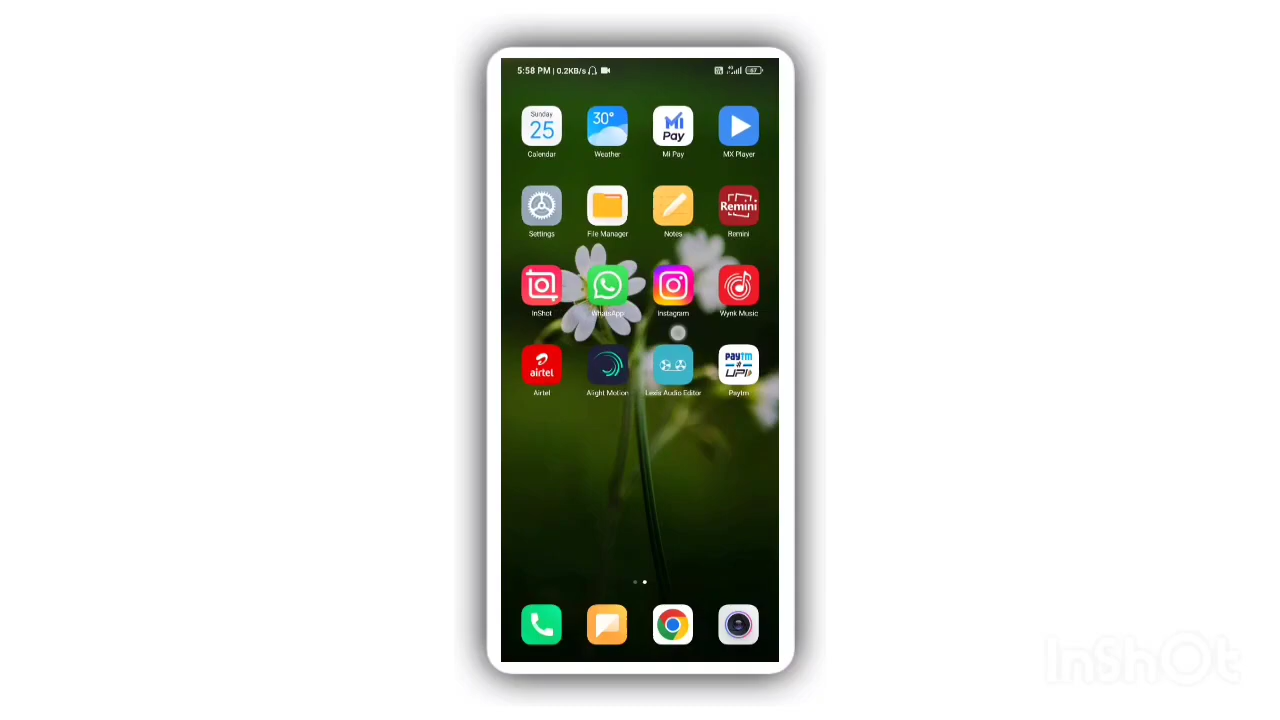 5:58 PM | 0.2KB/s
4G 57
Sunday
25
30°
Mi
Pay
Calendar Weather Mi Pay MX Player
Remini
Settings File Manager Notes Remini
InShot WhatsApp Instagram Wynk Music
airtel
paytm
UPI
Airtel Alight Motion Lexis Audio Editor Paytm
InShOt